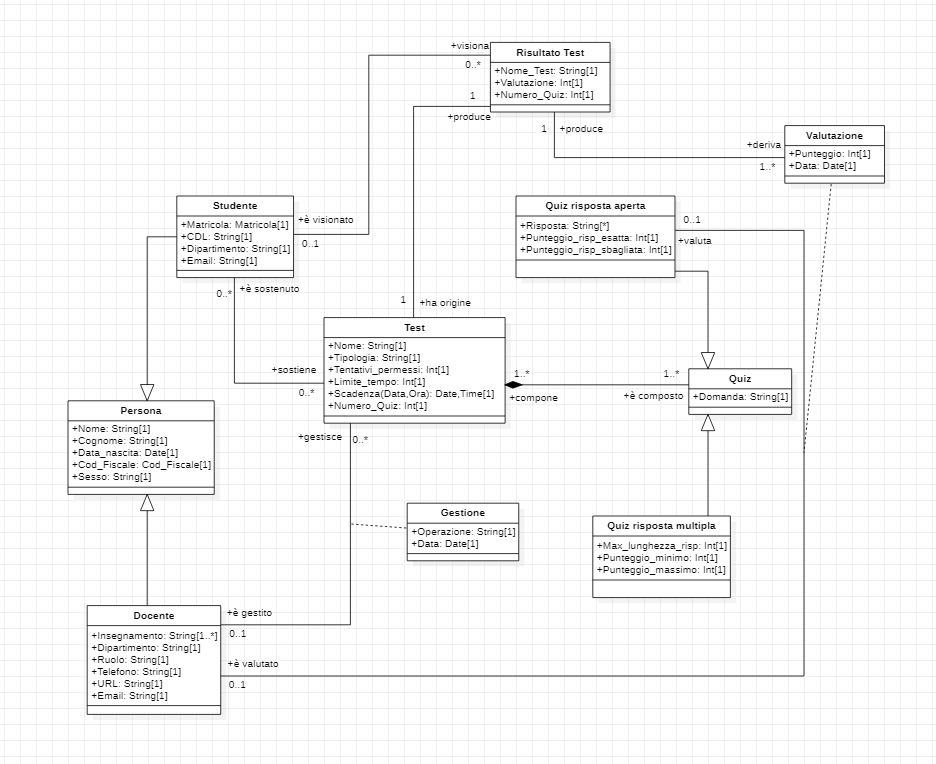 +visiona
0..*
Risultato Test
+Nome_Test: String[1]
+Valutazione: Int[1]
+Numero_Quiz: Int[1]
1
+produce
1
+produce
+deriva
1..*
Valutazione
+Punteggio: Int[1]
+Data: Date[1]
Studente
+Matricola: Matricola[1]
+CDL: String[1]
+Dipartimento: String[1]
+Email: String[1]
+è visionato
0..1
0..*
+è sostenuto
Quiz risposta aperta
+Risposta: String[*]
+Punteggio_risp_esatta: Int[1]
+Punteggio_risp_sbagliata: Int[1]
0..1
+valuta
1
+ha origine
Test
+Nome: String[1]
+Tipologia: String[1]
+Tentativi_permessi: Int[1]
+Limite_tempo: Int[1]
+Scadenza(Data,Ora): Date,Time[1]
+Numero_Quiz: Int[1]
+sostiene
0..*
1..*
+compone
1..*
+è composto
Quiz
+Domanda: String[1]
Persona
+Nome: String[1]
+Cognome: String[1]
+Data_nascita: Date[1]
+Cod_Fiscale: Cod_Fiscale[1]
+Sesso: String[1]
+gestisce
0..*
Gestione
+Operazione: String[1]
+Data: Date[1]
Quiz risposta multipla
+Max_lunghezza_risp: Int[1]
+Punteggio_minimo: Int[1]
+Punteggio_massimo: Int[1]
Docente
+Insegnamento: String[1..*]
+Dipartimento: String[1]
+Ruolo: String[1]
+Telefono: String[1]
+URL: String[1]
+Email: String[1]
+è gestito
0..1
+è valutato
0..1